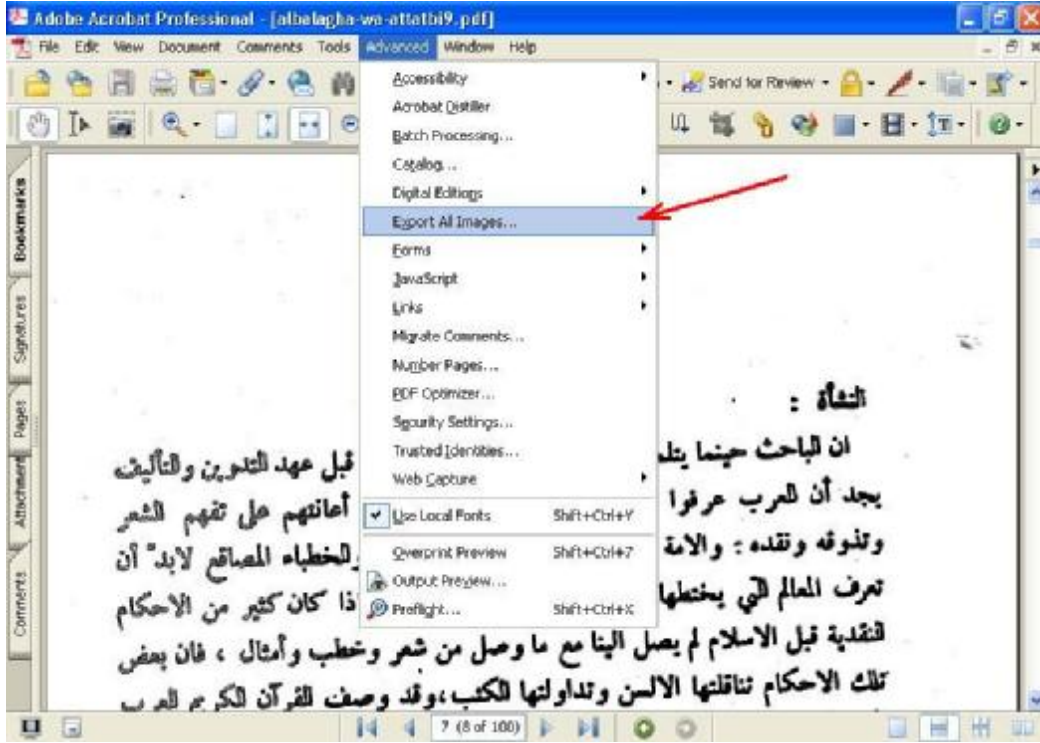 Adobe Acrobat Professional - [albalagha-wa-attatbi9.pdf]
File Edit View Document Comments Tools Advanced Window Help
Send for Review
Accessibility
Acrobat Distiller
Batch Processing...
Catalog...
Digital Editions
Export All Images...
Forms
JavaScript
Links
Migrate Comments...
Number Pages...
PDF Optimizer...
Security Settings...
Trusted Identities...
Web Capture
Use Local Fonts Shift+Ctrl+Y
Overprint Preview Shift+Ctrl+7
Output Preview...
Preflight... Shift+Ctrl+X
Bookmarks
Signatures
Pages
Attachment
Comments
النشأة :
ان الباحث حينما قبل عهد التدوين والتأليف
يجد أن العرب عرفوا أعانتهم على تفهم الشعر
وتذوقه ونقده : والامة والخطباء المصاقع لابد أن
تعرف المعالم التي يختطها اذا كان كثير من الاحكام
النقدية قبل الاسلام لم يصل الينا مع ما وصل من شعر وخطب وأمثال ، فان بعض
تلك الاحكام تناقلتها الالسن وتداولتها الكتب ،وقد وصف القرآن الكريم العرب
7 (8 of 100)